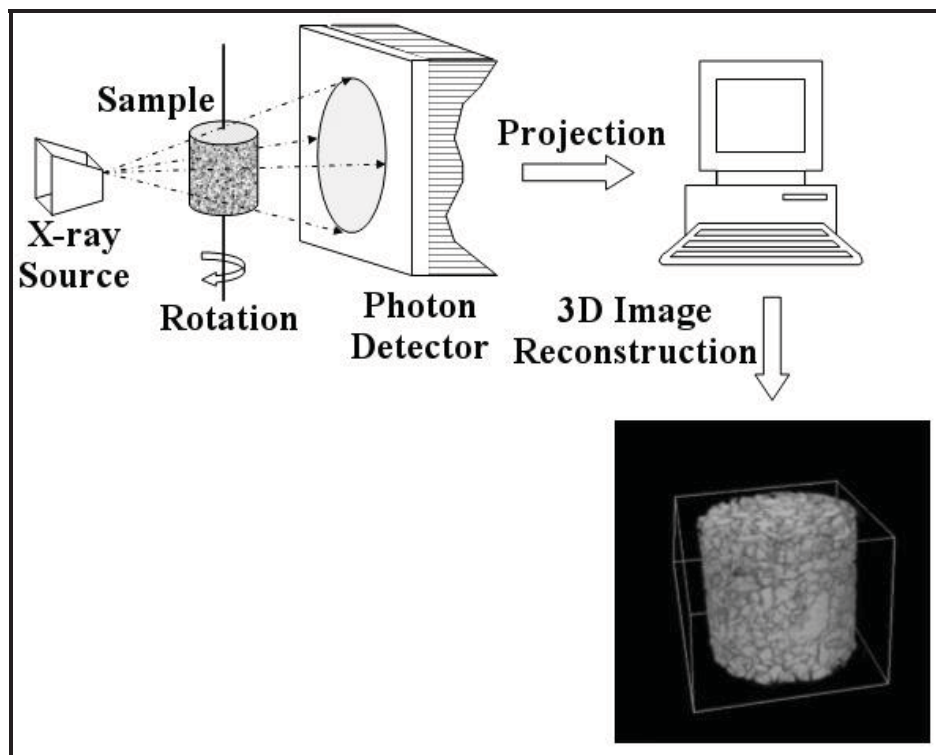 Sample
X-ray
Source
Rotation
Photon
Detector
Projection
3D Image
Reconstruction